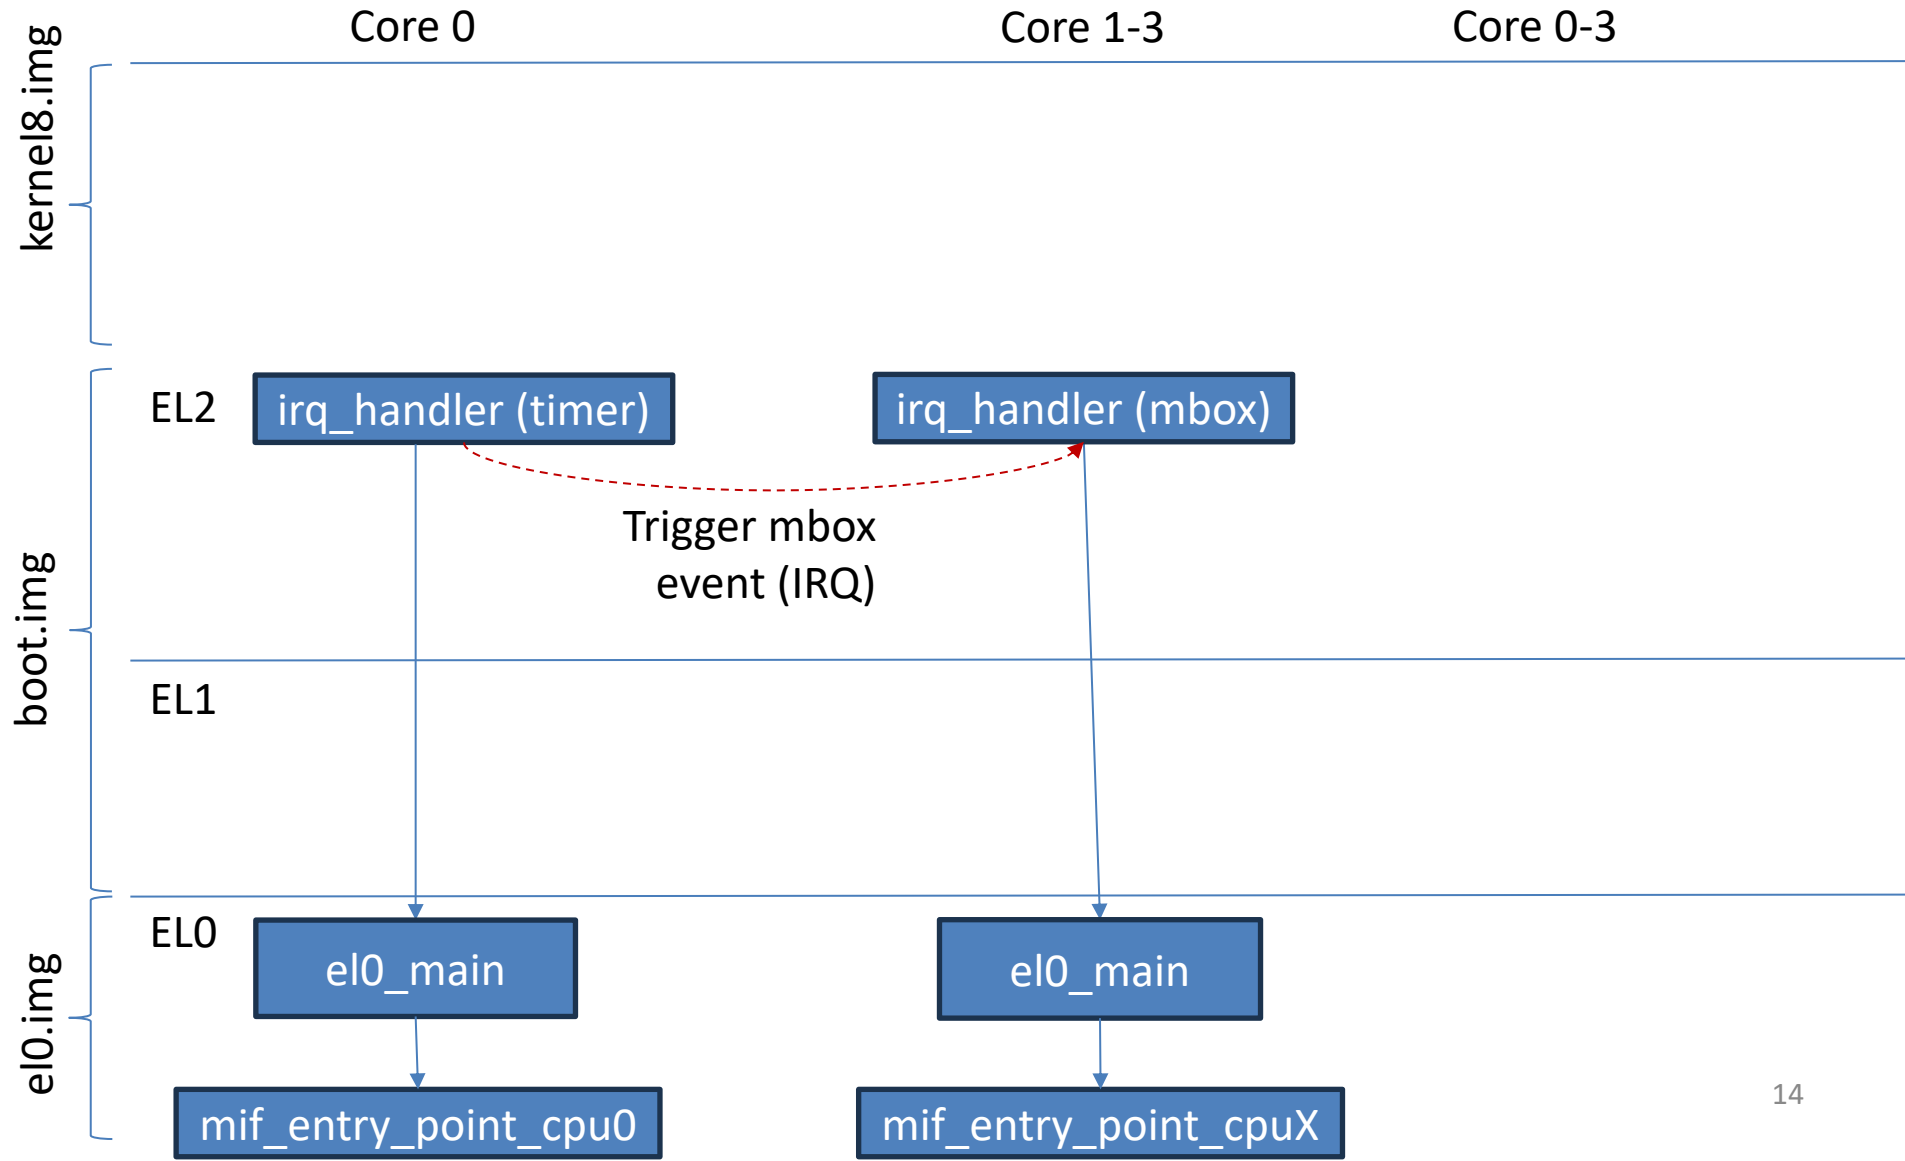 Core 0
Core 1-3
Core 0-3
kernel8.img
EL2
irq_handler (timer)
irq_handler (mbox)
Trigger mbox
event (IRQ)
boot.img
EL1
EL0
el0_main
el0_main
el0.img
mif_entry_point_cpu0
mif_entry_point_cpuX
14